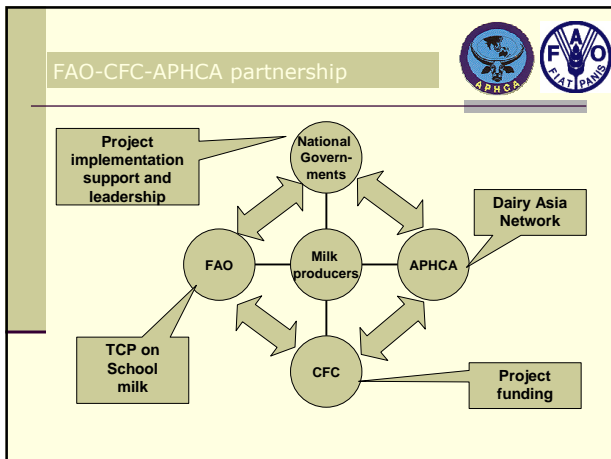 FAO-CFC-APHCA partnership
APHCA
F A O
FIAT PANIS
Project
implementation
support and
leadership
National
Govern-
ments
Dairy Asia
Network
FAO
Milk
producers
APHCA
TCP on
School
milk
CFC
Project
funding